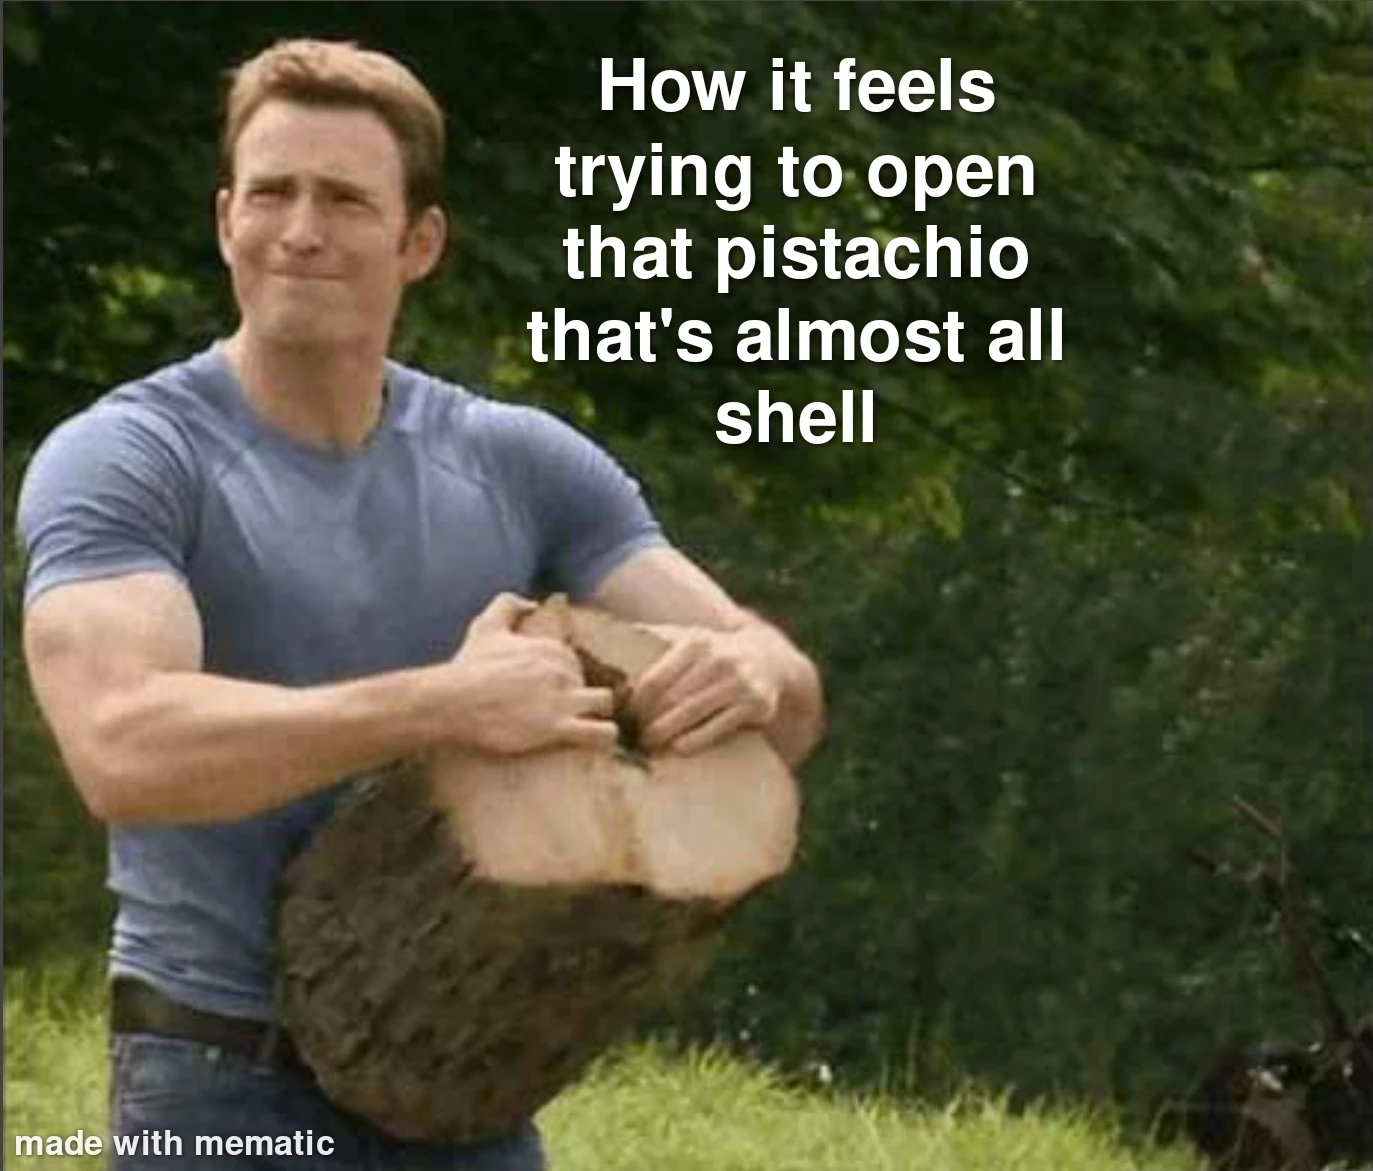 How it feels
trying to open
that pistachio
that's almost all
shell
made with mematic